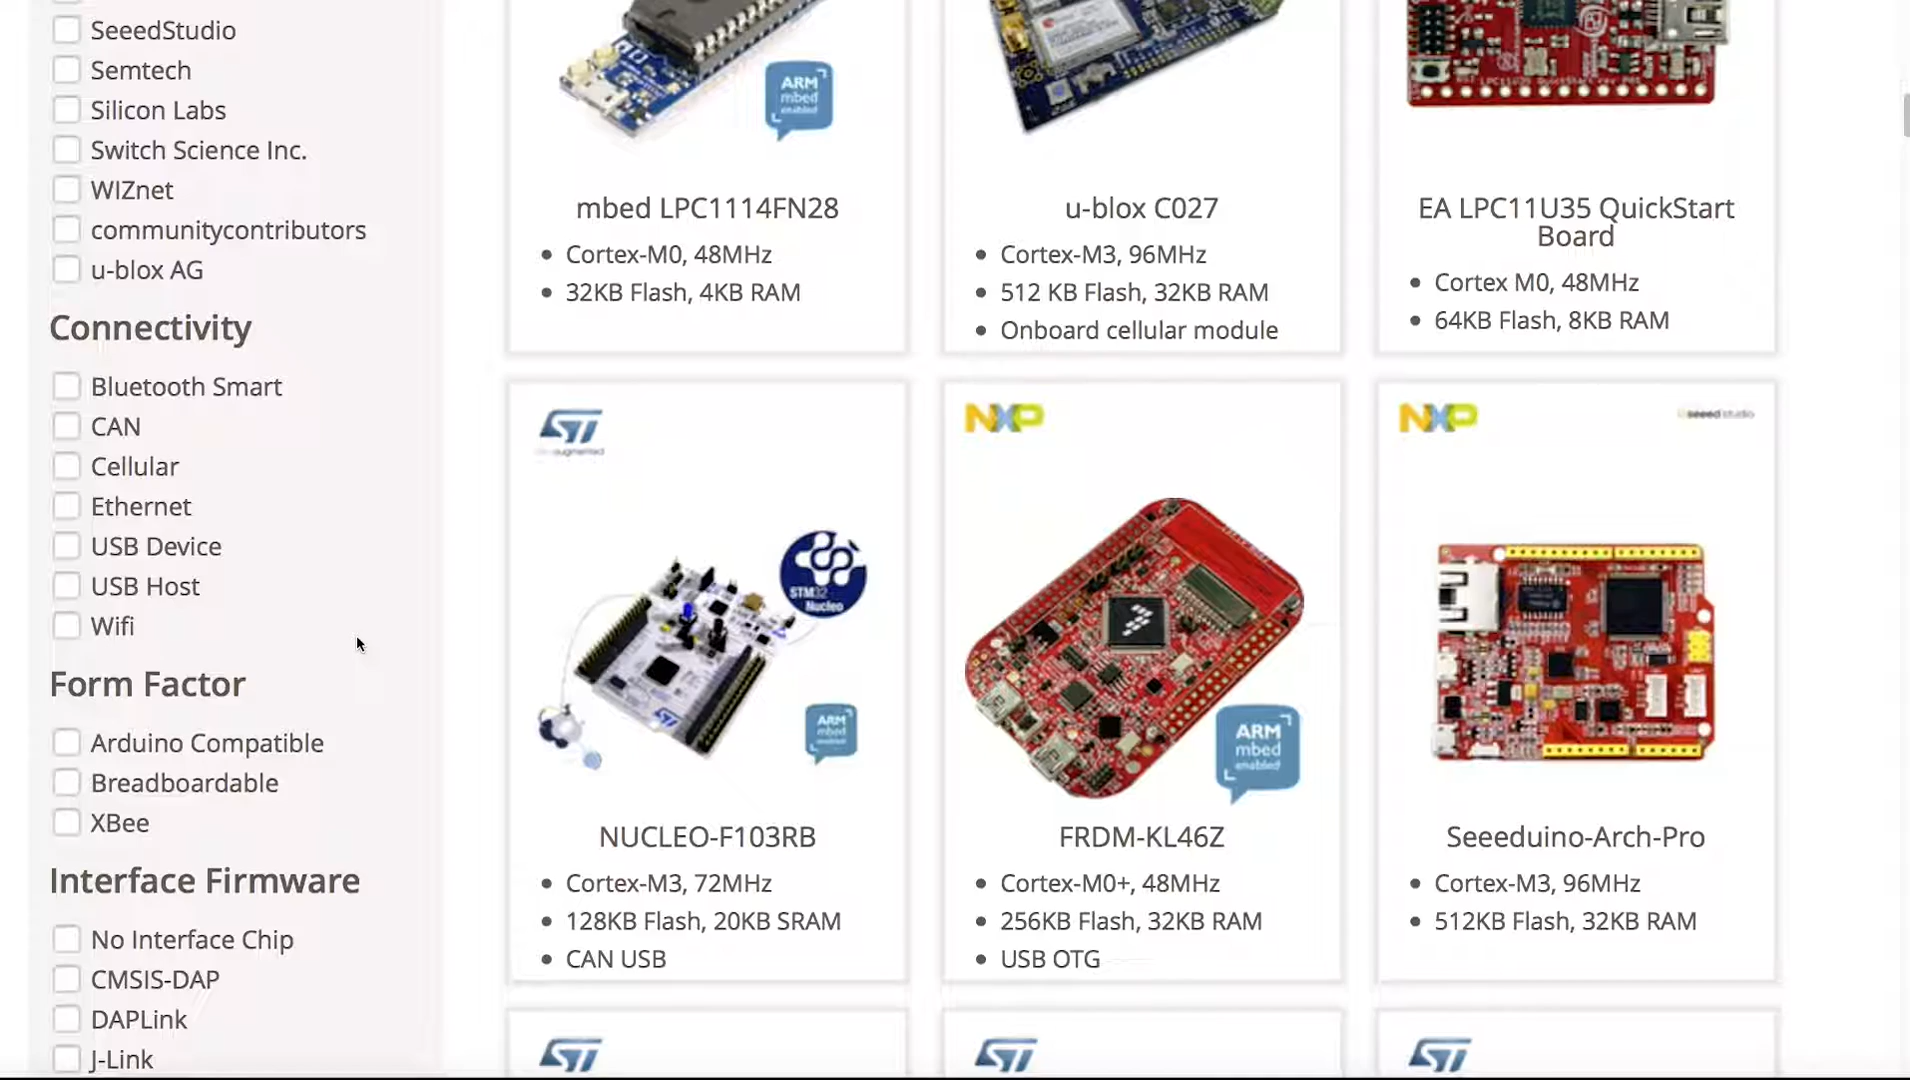 SeeedStudio
Semtech
Silicon Labs
Switch Science Inc.
WIZnet
communitycontributors
u-blox AG
Connectivity
Bluetooth Smart
CAN
Cellular
Ethernet
USB Device
USB Host
Wifi
Form Factor
Arduino Compatible
Breadboardable
XBee
Interface Firmware
No Interface Chip
CMSIS-DAP
DAPLink
J-Link
ARM
mbed
enabled
mbed LPC1114FN28
Cortex-M0, 48MHz
32KB Flash, 4KB RAM
u-blox C027
Cortex-M3, 96MHz
512 KB Flash, 32KB RAM
Onboard cellular module
EA LPC11U35 QuickStart
Board
Cortex M0, 48MHz
64KB Flash, 8KB RAM
ST
augmented
STM32
Nucleo
ARM
mbed
enabled
NUCLEO-F103RB
Cortex-M3, 72MHz
128KB Flash, 20KB SRAM
CAN USB
NXP
ARM
mbed
enabled
FRDM-KL46Z
Cortex-M0+, 48MHz
256KB Flash, 32KB RAM
USB OTG
NXP
seeed studio
Seeeduino-Arch-Pro
Cortex-M3, 96MHz
512KB Flash, 32KB RAM
ST
ST
ST